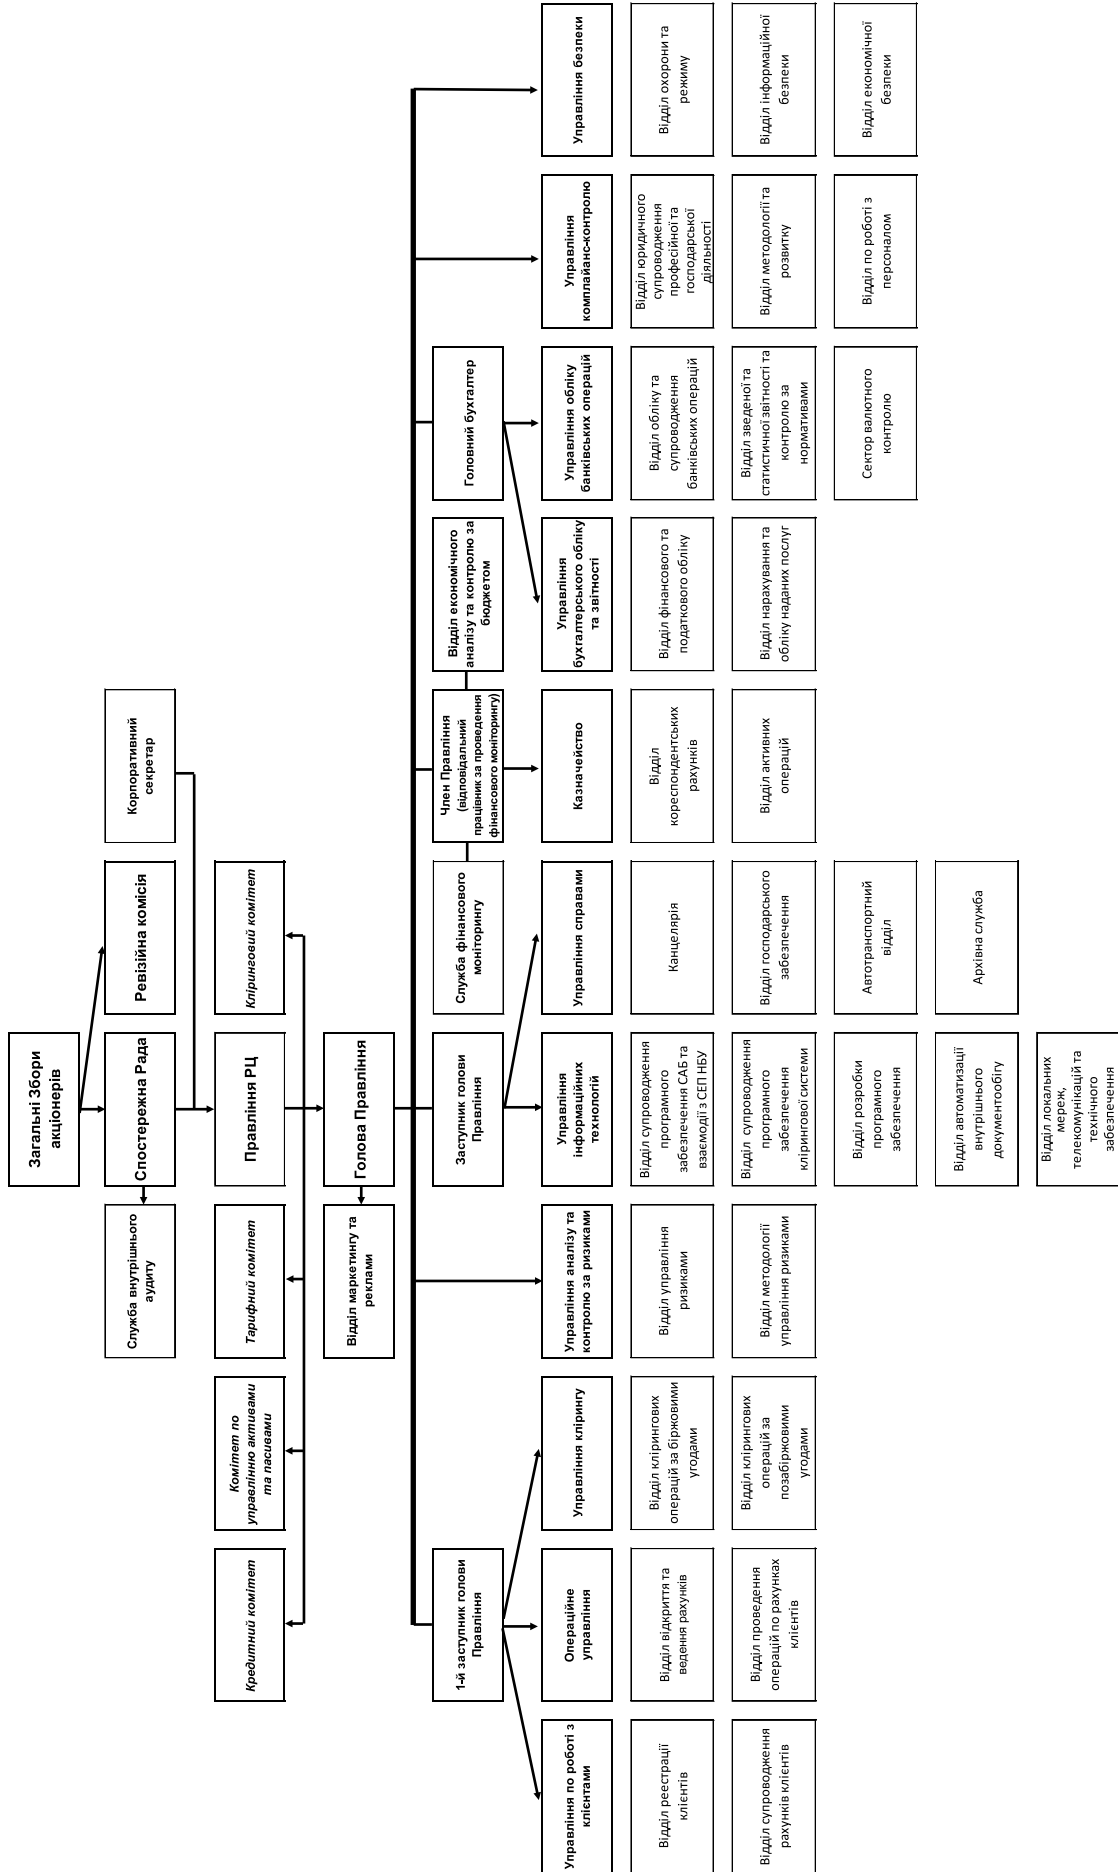 Загальні Збори
акціонерів
Служба внутрішнього
аудиту
Спостережна Рада
Ревізійна комісія
Корпоративний
секретар
Кредитний комітет
Комітет по
управлінню активами
та пасивами
Тарифний комітет
Правління РЦ
Кліринговий комітет
Відділ маркетингу та
реклами
Голова Правління
1-й заступник голови
Правління
Заступник голови
Правління
Служба фінансового
моніторингу
Член Правління
(відповідальний
працівник за проведення
фінансового моніторингу)
Відділ економічного
аналізу та контролю за
бюджетом
Головний бухгалтер
Управління по роботі з
клієнтами
Операційне
управління
Управління клірингу
Управління аналізу та
контролю за ризиками
Управління
інформаційних
технологій
Управління справами
Казначейство
Управління
бухгалтерського обліку
та звітності
Управління обліку
банківських операцій
Управління
комплайанс-контролю
Управління безпеки
Відділ реестрації
клієнтів
Відділ відкриття та
ведення рахунків
Відділ клірингових
операцій за біржовими
угодами
Відділ управління
ризиками
Відділ супроводження
програмного
забезпечення САБ та
взаємодії з СЕП НБУ
Канцелярія
Відділ
кореспондентських
рахунків
Відділ фінансового та
податкового обліку
Відділ обліку та
супроводження
банківських операцій
Відділ юридичного
супроводження
професійної та
господарської
діяльності
Відділ охорони та
режиму
Відділ супроводження
рахунків клієнтів
Відділ проведення
операцій по рахунках
клієнтів
Відділ клірингових
операцій за
позабіржовими
угодами
Відділ методології
управління ризиками
Відділ супроводження
програмного
забезпечення
клірингової системи
Відділ господарського
забезпечення
Відділ активних
операцій
Відділ нарахування та
обліку наданих послуг
Відділ зведеної та
статистичної звітності та
контролю за
нормативами
Відділ методології та
розвитку
Відділ інформаційної
безпеки
Відділ розробки
програмного
забезпечення
Автотранспортний
відділ
Сектор валютного
контролю
Відділ по роботі з
персоналом
Відділ економічної
безпеки
Відділ автоматизації
внутрішнього
документообігу
Архівна служба
Відділ локальних
мереж,
телекомунікацій та
технічного
забезпечення